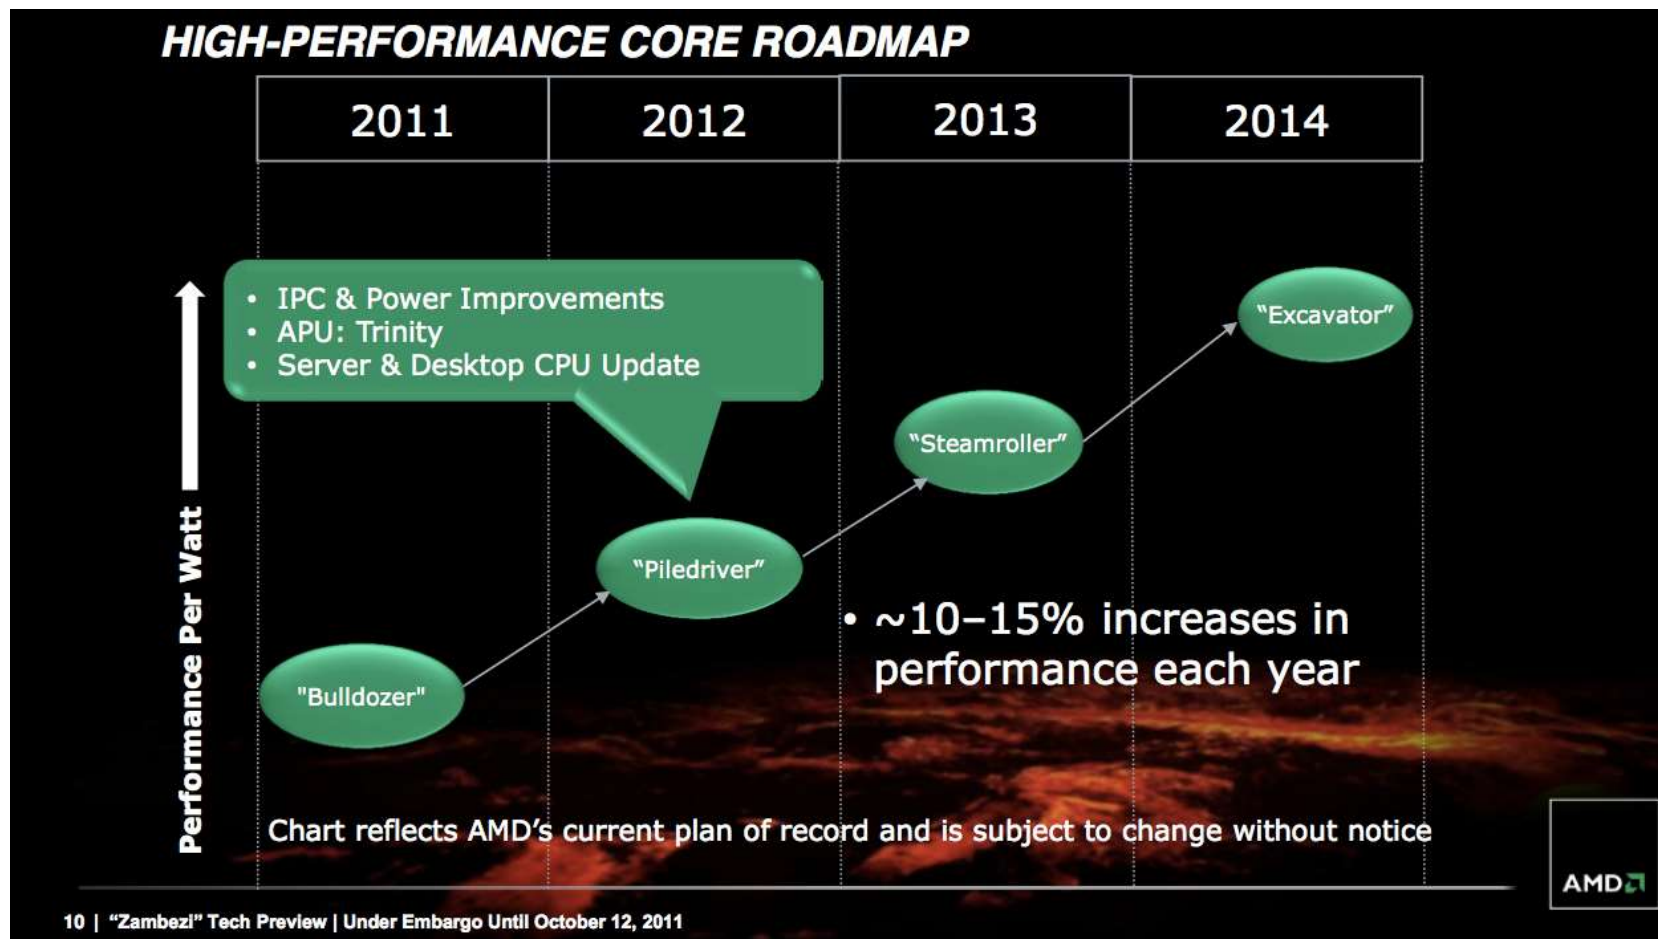 HIGH-PERFORMANCE CORE ROADMAP
2011 2012 2013 2014
• IPC & Power Improvements
• APU: Trinity
• Server & Desktop CPU Update
“Excavator”
“Steamroller”
“Piledriver”
"Bulldozer"
Performance Per Watt
• ~10–15% increases in
performance each year
Chart reflects AMD’s current plan of record and is subject to change without notice
AMD
10 | “Zambezi” Tech Preview | Under Embargo Until October 12, 2011